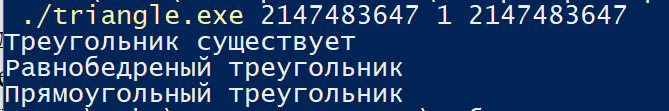 ./triangle.exe 2147483647 1 2147483647
Треугольник существует
Равнобедреный треугольник
Прямоугольный треугольник